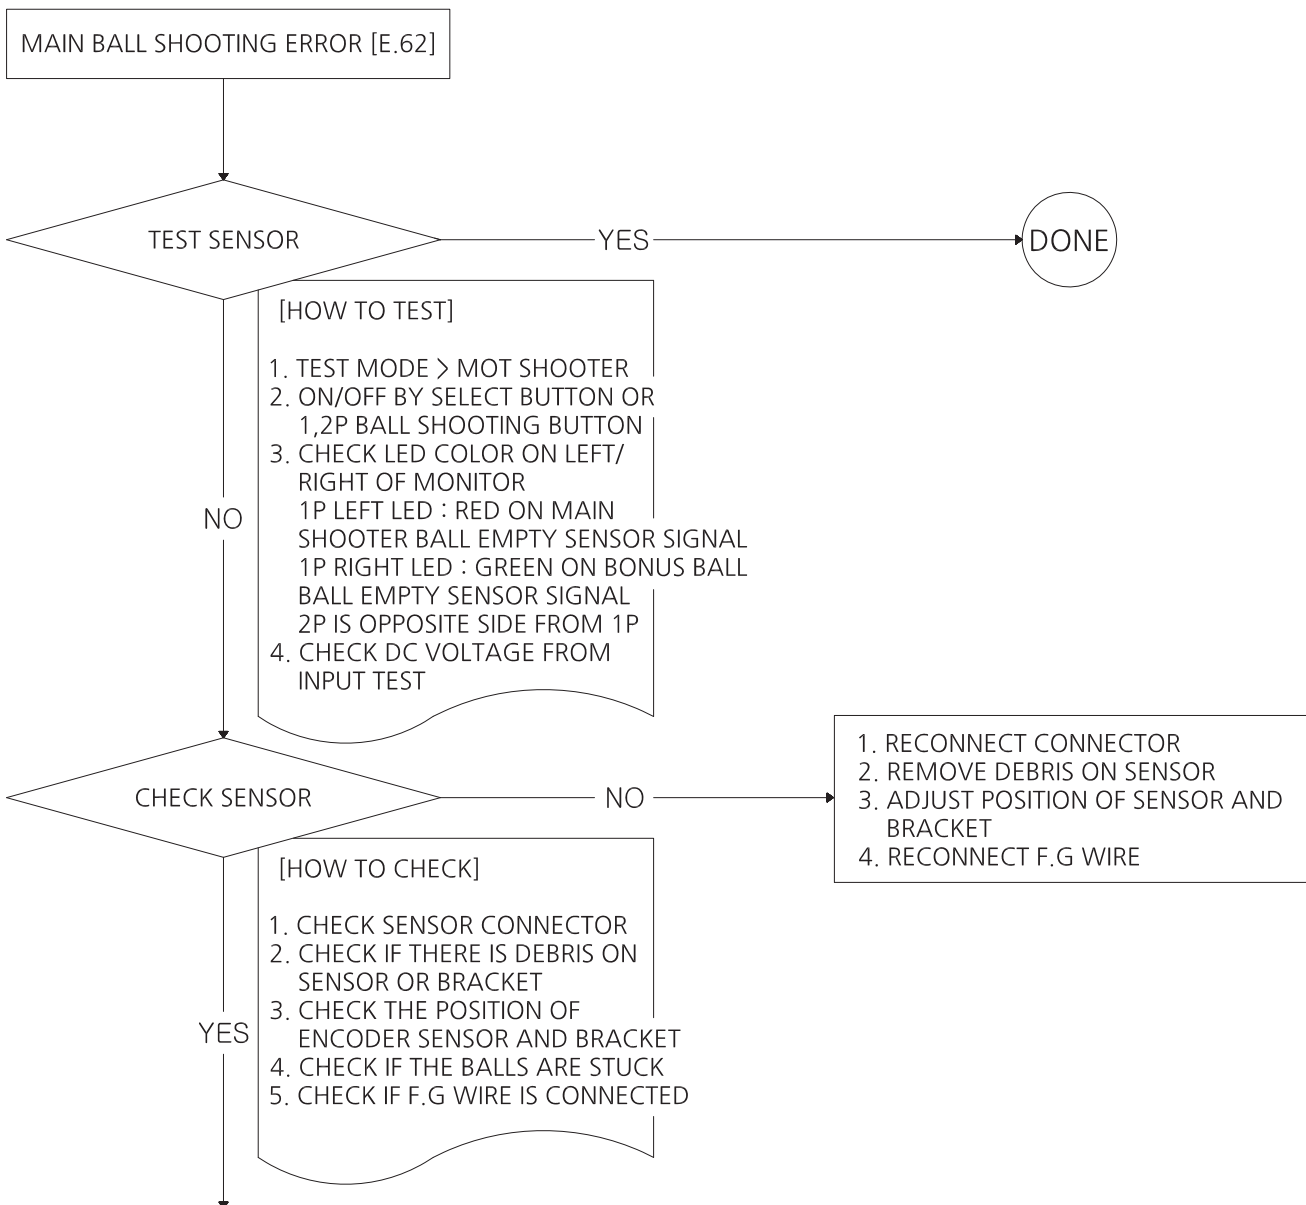 MAIN BALL SHOOTING ERROR [E.62]
TEST SENSOR
YES
DONE
[HOW TO TEST]
1. TEST MODE > MOT SHOOTER
2. ON/OFF BY SELECT BUTTON OR
1,2P BALL SHOOTING BUTTON
3. CHECK LED COLOR ON LEFT/
RIGHT OF MONITOR
1P LEFT LED : RED ON MAIN
SHOOTER BALL EMPTY SENSOR SIGNAL
1P RIGHT LED : GREEN ON BONUS BALL
BALL EMPTY SENSOR SIGNAL
2P IS OPPOSITE SIDE FROM 1P
4. CHECK DC VOLTAGE FROM
INPUT TEST
NO
CHECK SENSOR
NO
1. RECONNECT CONNECTOR
2. REMOVE DEBRIS ON SENSOR
3. ADJUST POSITION OF SENSOR AND
BRACKET
4. RECONNECT F.G WIRE
[HOW TO CHECK]
1. CHECK SENSOR CONNECTOR
2. CHECK IF THERE IS DEBRIS ON
SENSOR OR BRACKET
3. CHECK THE POSITION OF
ENCODER SENSOR AND BRACKET
4. CHECK IF THE BALLS ARE STUCK
5. CHECK IF F.G WIRE IS CONNECTED
YES